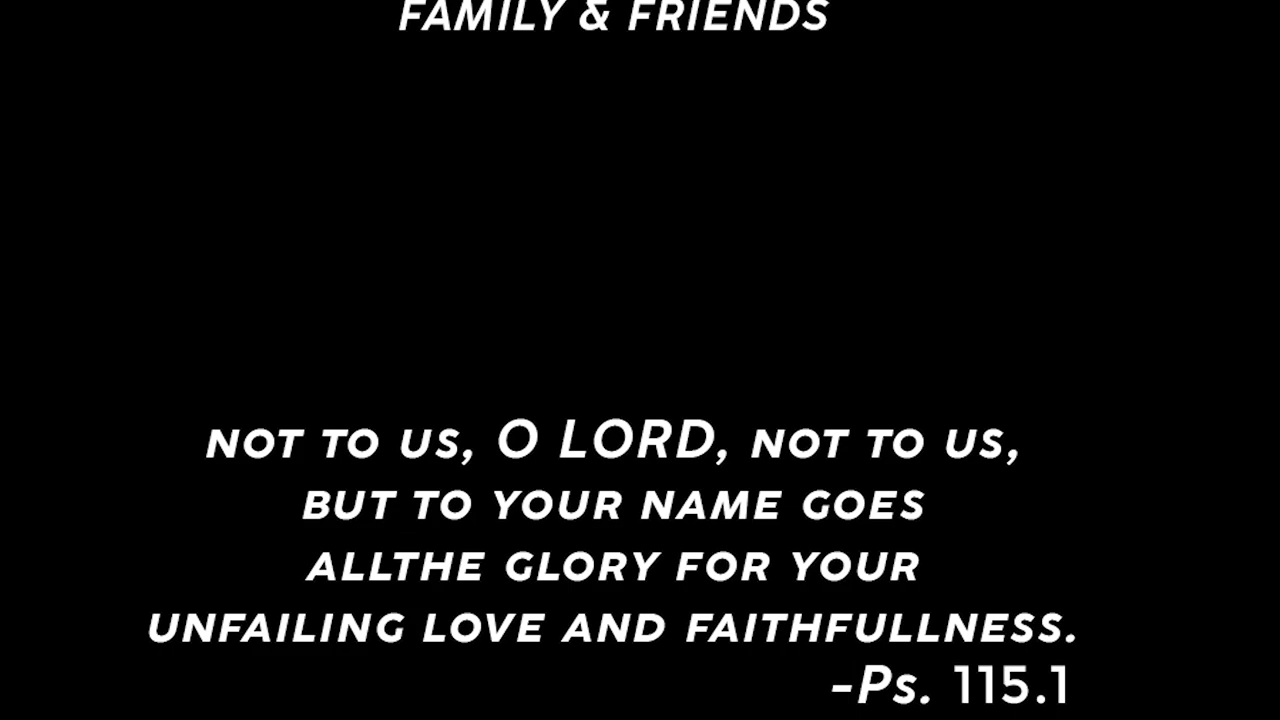 FAMILY & FRIENDS
NOT TO US, O LORD, NOT TO US,
BUT TO YOUR NAME GOES
ALLTHE GLORY FOR YOUR
UNFAILING LOVE AND FAITHFULLNESS.
-Ps. 115.1